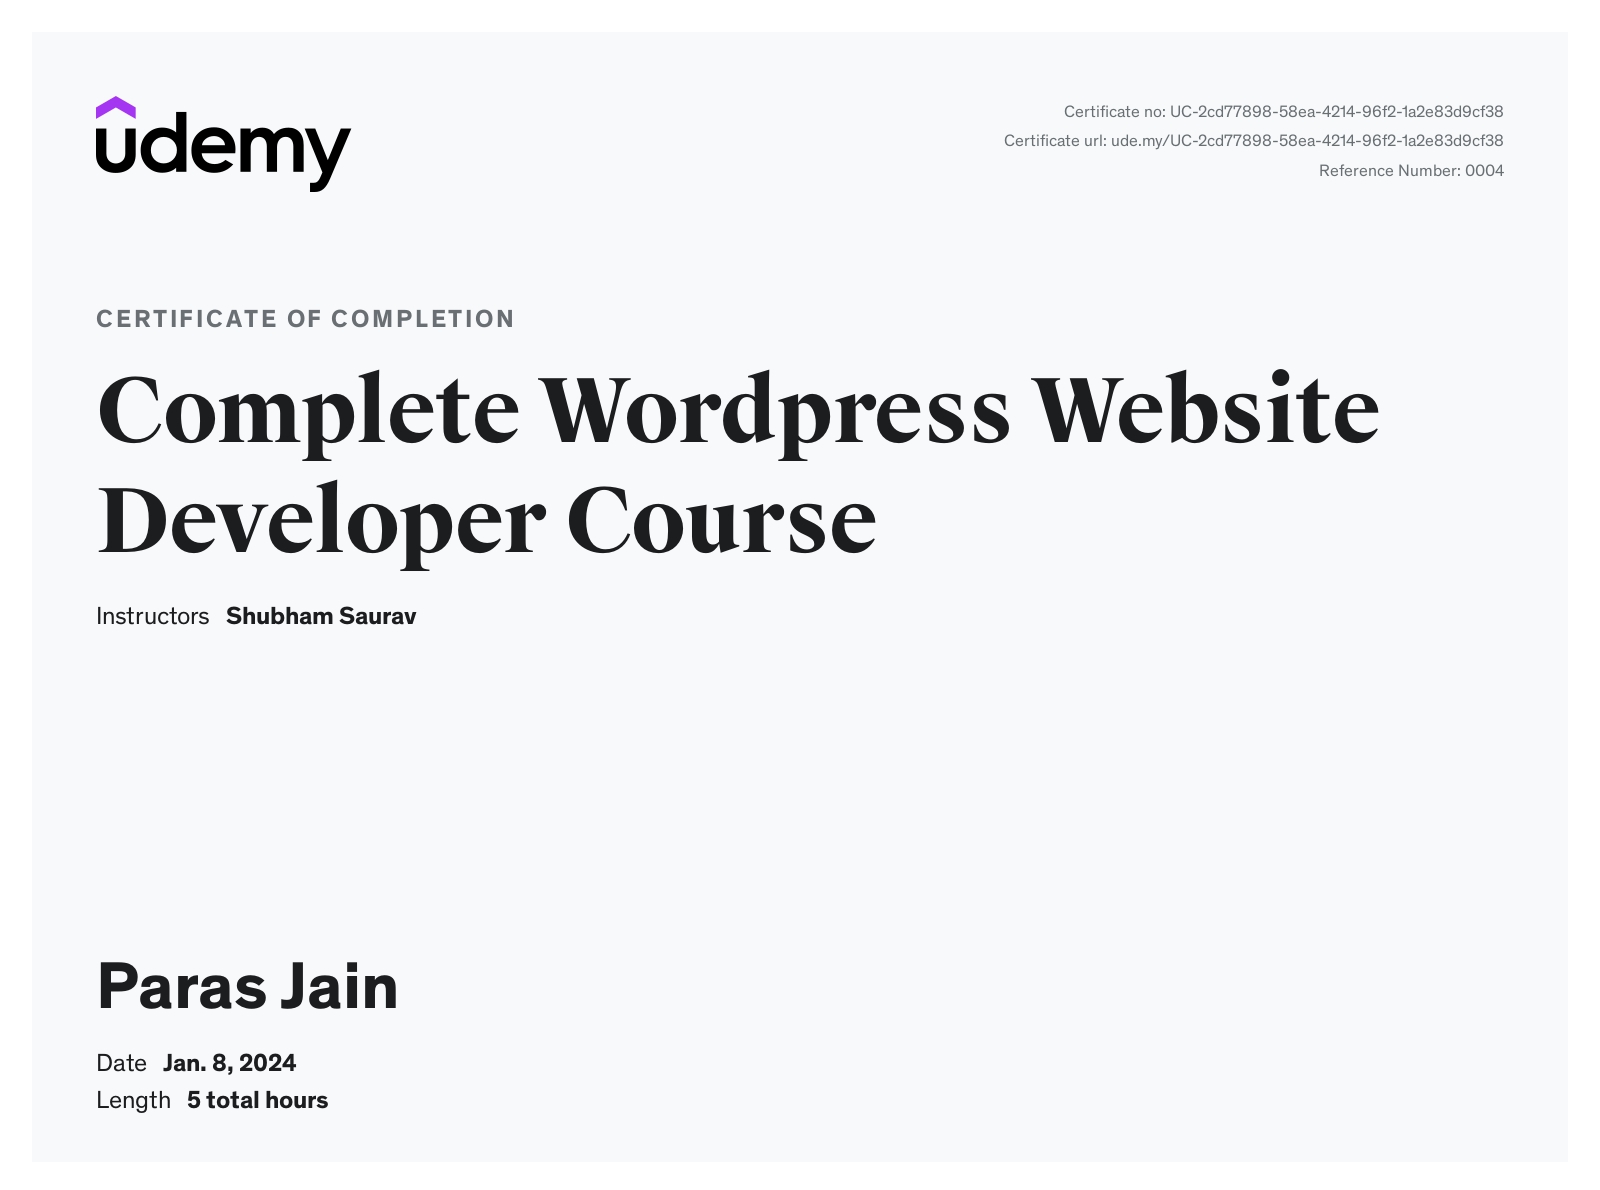 udemy
Certificate no: UC-2cd77898-58ea-4214-96f2-1a2e83d9cf38
Certificate url: ude.my/UC-2cd77898-58ea-4214-96f2-1a2e83d9cf38
Reference Number: 0004
CERTIFICATE OF COMPLETION
Complete Wordpress Website
Developer Course
Instructors Shubham Saurav
Paras Jain
Date Jan. 8, 2024
Length 5 total hours